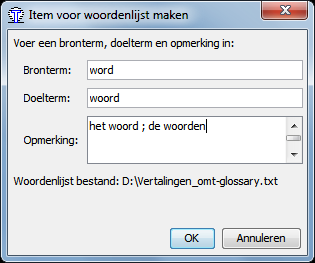 Item voor woordenlijst maken
Voer een bronterm, doelterm en opmerking in:
Bronterm: word
Doelterm: woord
Opmerking: het woord ; de woorden
Woordenlijst bestand: D:\Vertalingen_omt-glossary.txt
OK Annuleren